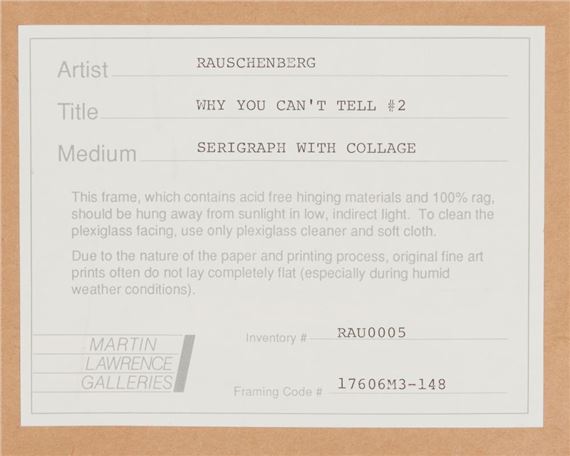 Artist RAUSCHENBERG
Title WHY YOU CAN'T TELL #2
Medium SERIGRAPH WITH COLLAGE
This frame, which contains acid free hinging materials and 100% rag,
should be hung away from sunlight in low, indirect light. To clean the
plexiglass facing, use only plexiglass cleaner and soft cloth.
Due to the nature of the paper and printing process, original fine art
prints often do not lay completely flat (especially during humid
weather conditions).
MARTIN
LAWRENCE
GALLERIES
Inventory # RAU0005
Framing Code # 17606M3-148